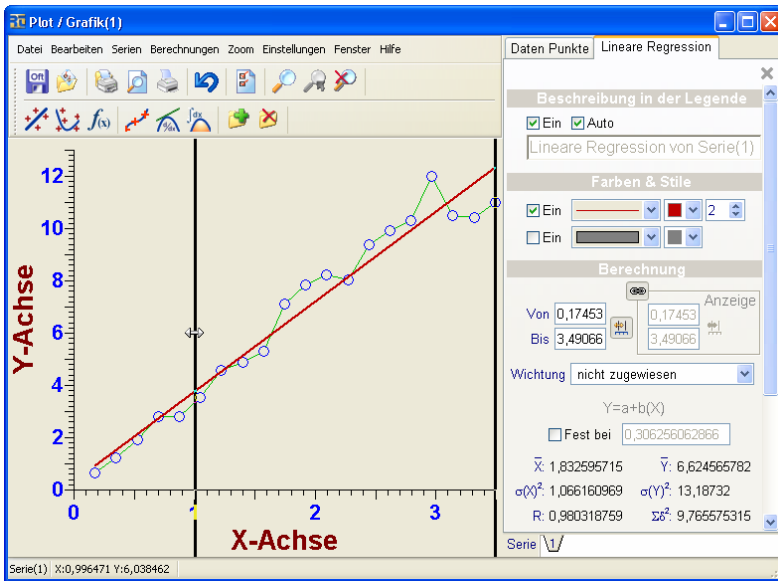 Plot / Grafik(1)
Datei Bearbeiten Serien Berechnungen Zoom Einstellungen Fenster Hilfe
Daten Punkte Lineare Regression
Beschreibung in der Legende
Ein Auto
Lineare Regression von Serie(1)
Farben & Stile
Ein 2
Ein
Berechnung
Von 0,17453
Bis 3,49066
Anzeige
0,17453
3,49066
Wichtung nicht zugewiesen
Y=a+b(X)
Fest bei 0,306256062866
X̅: 1,832595715 Y̅: 6,624565782
σ(X)²: 1,066160969 σ(Y)²: 13,18732
R: 0,980318759 Σδ²: 9,765575315
Serie 1
f(x)
Y-Achse
12
10
8
6
4
2
0
0 1 2 3
X-Achse
Serie(1) X:0,996471 Y:6,038462